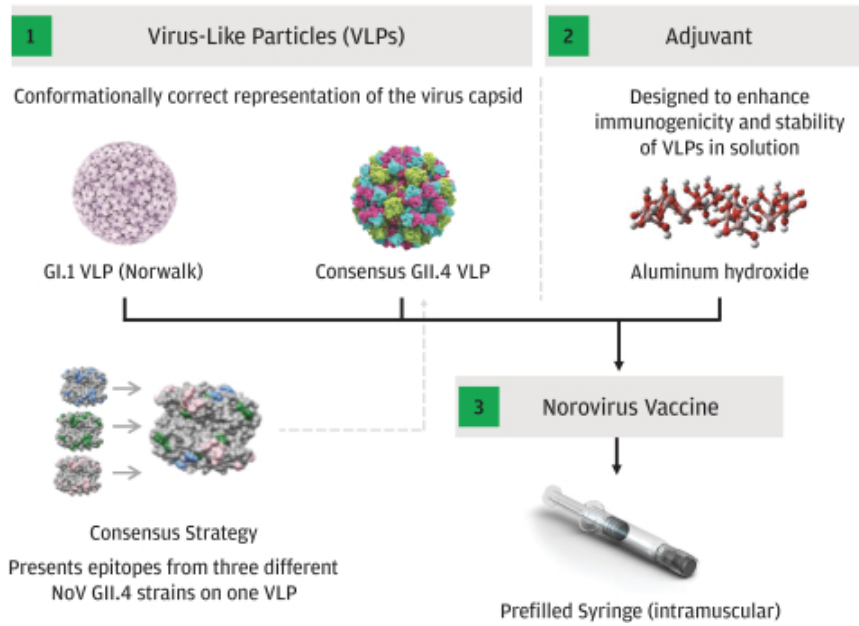 1
Virus-Like Particles (VLPs)
2
Adjuvant
Conformationally correct representation of the virus capsid
Designed to enhance
immunogenicity and stability
of VLPs in solution
GI.1 VLP (Norwalk)
Consensus GII.4 VLP
Aluminum hydroxide
3
Norovirus Vaccine
Consensus Strategy
Presents epitopes from three different
NoV GII.4 strains on one VLP
Prefilled Syringe (intramuscular)